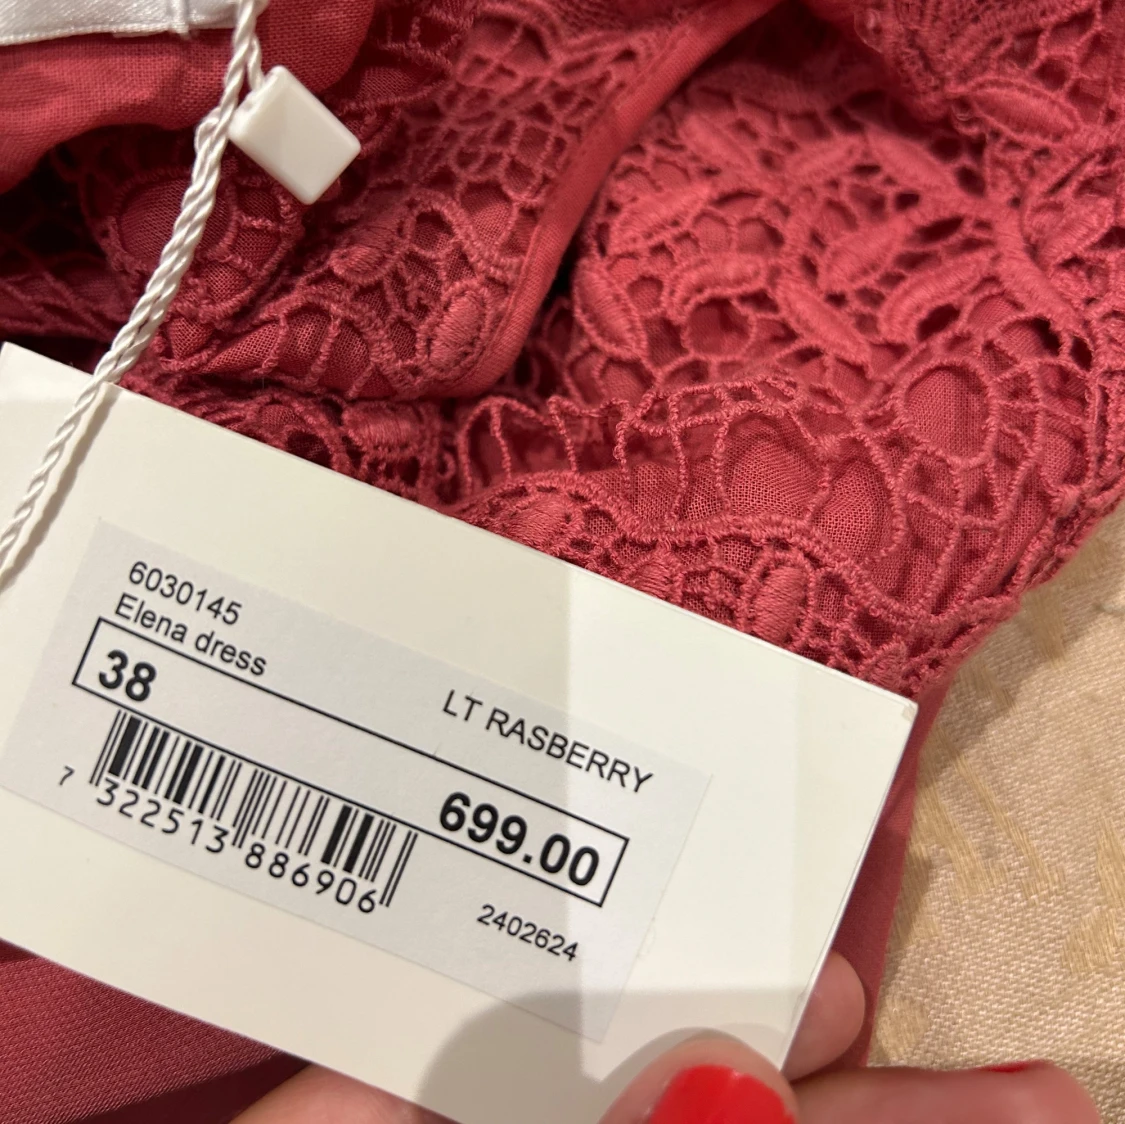 6030145
Elena dress
38
LT RASBERRY
699.00
7 322513 886906
2402624